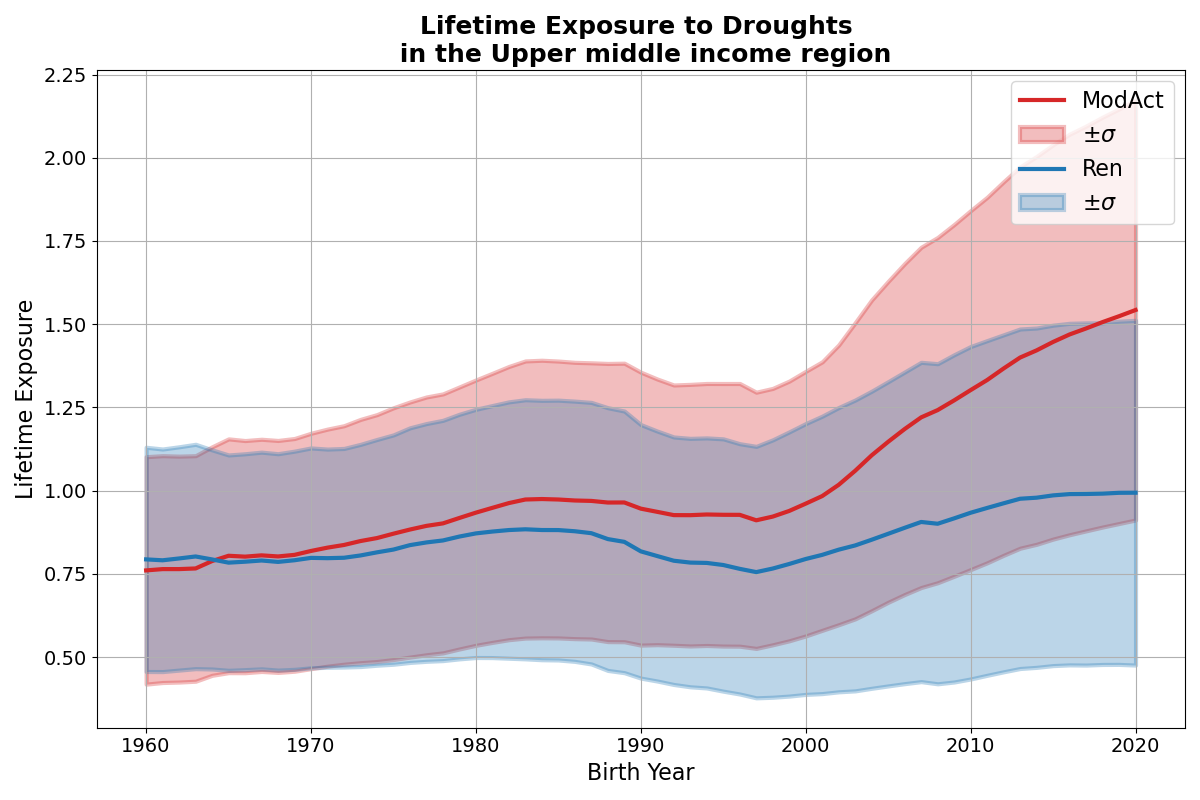 Lifetime Exposure to Droughts
in the Upper middle income region
2.25
2.00
1.75
1.50
1.25
1.00
0.75
0.50
Lifetime Exposure
ModAct
±σ
Ren
±σ
1960
1970
1980
1990
2000
2010
2020
Birth Year